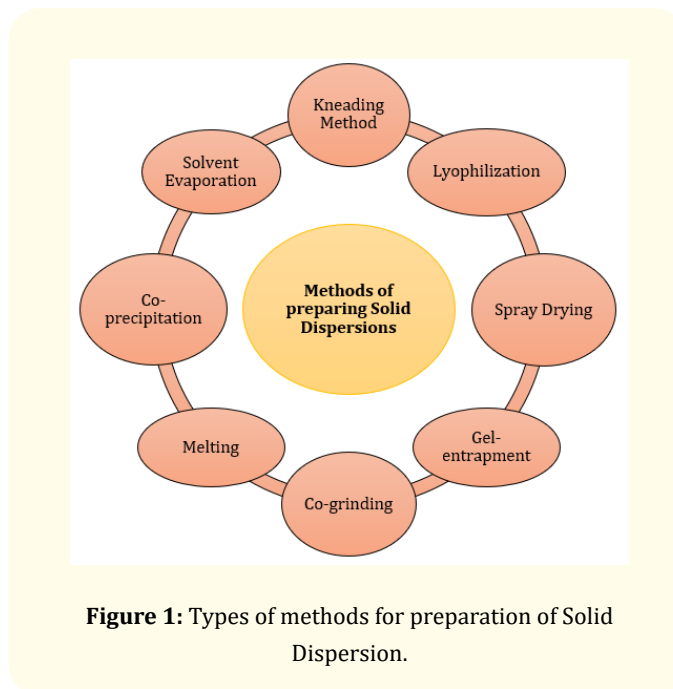 Kneading
Method
Lyophilization
Spray Drying
Gel-
entrapment
Co-grinding
Melting
Co-
precipitation
Solvent
Evaporation
Methods of
preparing Solid
Dispersions
Figure 1: Types of methods for preparation of Solid
Dispersion.